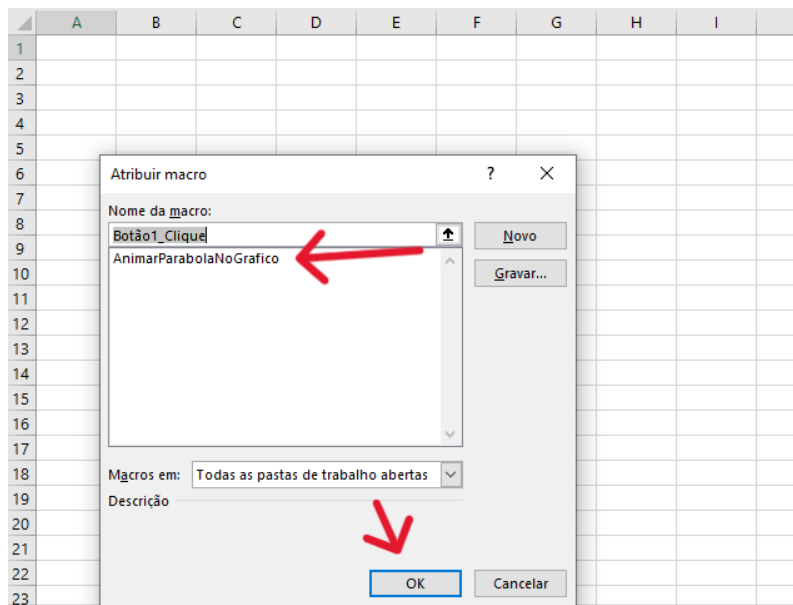 A B C D E F G H I
1
2
3
4
5
6
7
8
9
10
11
12
13
14
15
16
17
18
19
20
21
22
23
Atribuir macro ? X
Nome da macro:
Botão1_Clique
AnimarParabolaNoGrafico
Novo
Gravar...
Macros em: Todas as pastas de trabalho abertas
Descrição
OK Cancelar